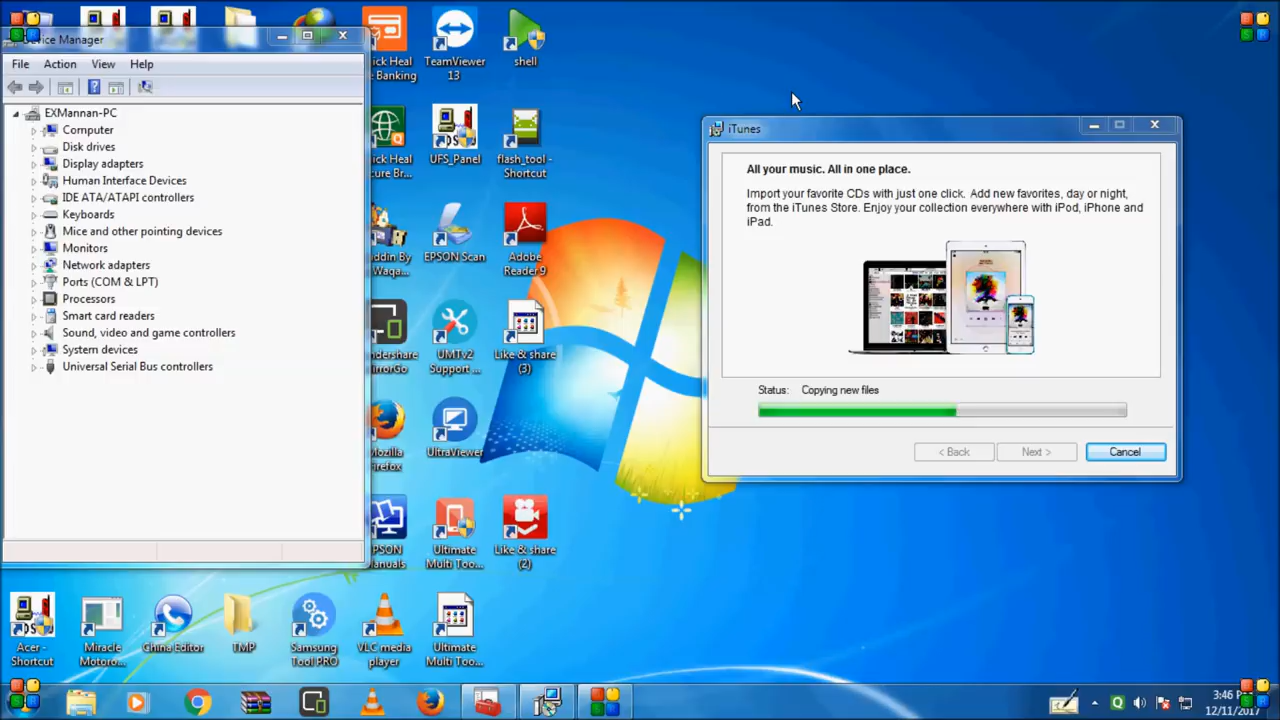 Device Manager
File Action View Help
EXMannan-PC
Computer
Disk drives
Display adapters
Human Interface Devices
IDE ATA/ATAPI controllers
Keyboards
Mice and other pointing devices
Monitors
Network adapters
Ports (COM & LPT)
Processors
Smart card readers
Sound, video and game controllers
System devices
Universal Serial Bus controllers
ick Heal
e Banking
TeamViewer
13
shell
ick Heal
cure Br...
UFS_Panel
flash_tool -
Shortcut
ddin By
Waqa...
EPSON Scan
Adobe
Reader 9
ndershare
irrorGo
UMTv2
Support ...
Like & share
(3)
Mozilla
Firefox
UltraViewer
PSON
anuals
Ultimate
Multi Too...
Like & share
(2)
Acer -
Shortcut
Miracle
Motoro...
China Editor
TMP
Samsung
Tool PRO
VLC media
player
Ultimate
Multi Too...
iTunes
All your music. All in one place.
Import your favorite CDs with just one click. Add new favorites, day or night,
from the iTunes Store. Enjoy your collection everywhere with iPod, iPhone and
iPad.
Status: Copying new files
< Back Next > Cancel
3:46 P
12/11/2017